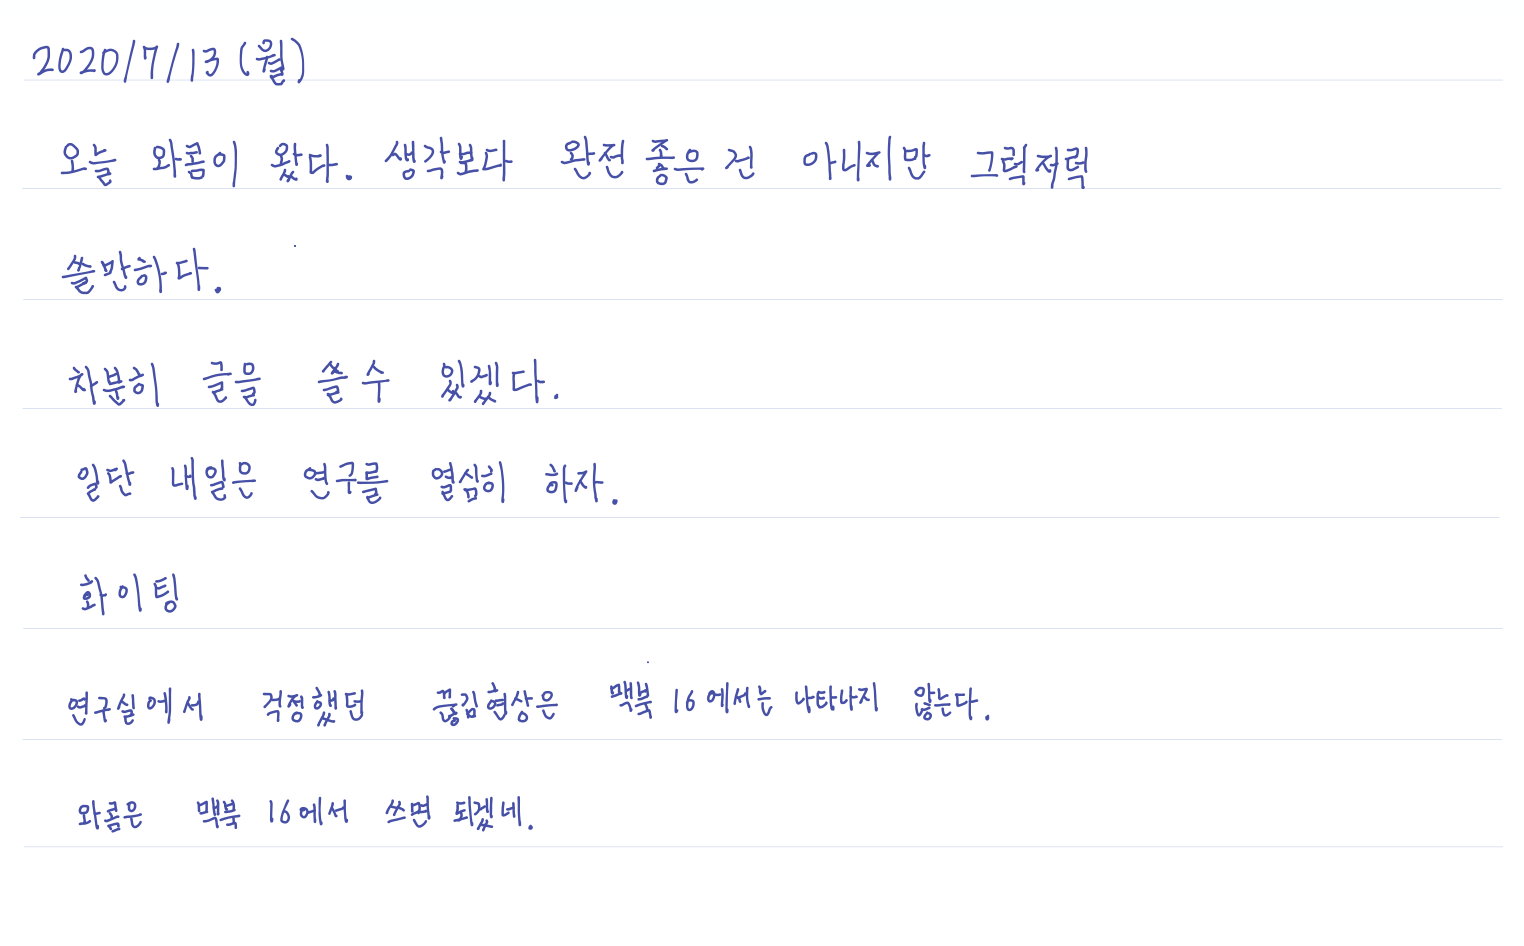 2020/7/13 (월)
오늘 와콤이 왔다. 생각보다 완전 좋은 건 아니지만 그럭저럭
쓸만하다.
차분히 글을 쓸 수 있겠다.
일단 내일은 연구를 열심히 하자.
화이팅
연구실에서 걱정했던 끊김현상은 맥북 16에서는 나타나지 않는다.
와콤은 맥북 16에서 쓰면 되겠네.